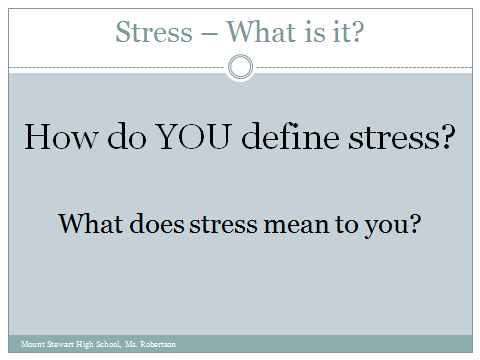 Stress – What is it?
How do YOU define stress?
What does stress mean to you?
Mount Stewart High School, Ms. Robertson